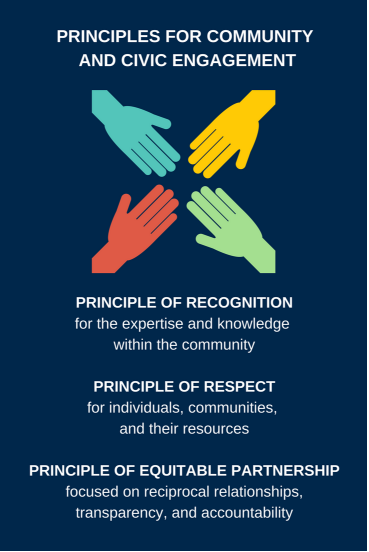 PRINCIPLES FOR COMMUNITY
AND CIVIC ENGAGEMENT
PRINCIPLE OF RECOGNITION
for the expertise and knowledge
within the community
PRINCIPLE OF RESPECT
for individuals, communities,
and their resources
PRINCIPLE OF EQUITABLE PARTNERSHIP
focused on reciprocal relationships,
transparency, and accountability